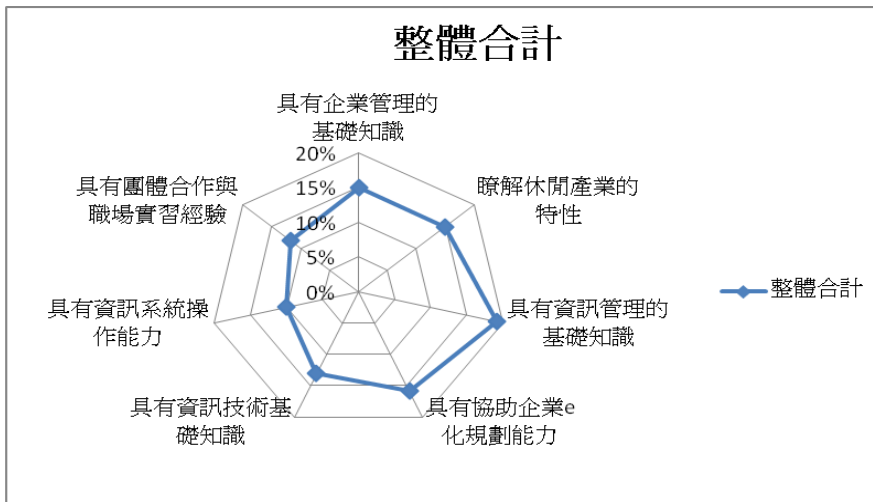 整體合計
具有企業管理的
基礎知識
20%
15%
10%
5%
0%
瞭解休閒產業的
特性
具有資訊管理的
基礎知識
具有協助企業e
化規劃能力
具有資訊技術基
礎知識
具有資訊系統操
作能力
具有團體合作與
職場實習經驗
整體合計